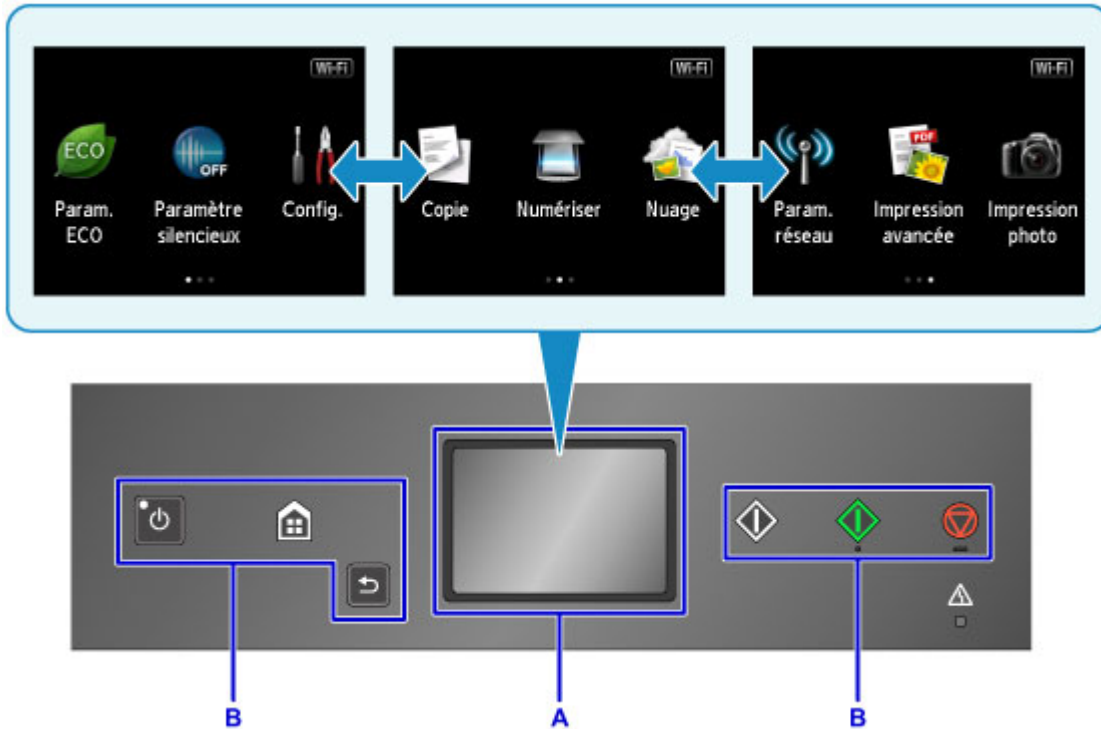 Wi-Fi
ECO
OFF
Param.
ECO
Paramètre
silencieux
Config.
Wi-Fi
Copie
Numériser
Nuage
Wi-Fi
PDF
Param.
réseau
Impression
avancée
Impression
photo
B
A
B